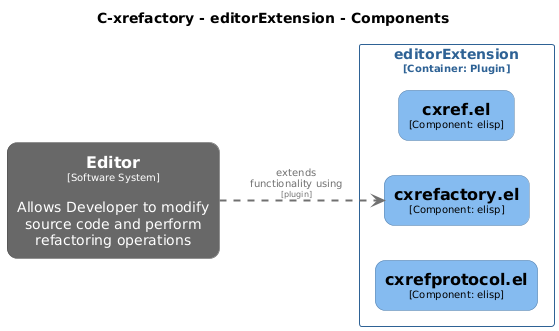 C-xrefactory - editorExtension - Components
editorExtension
[Container: Plugin]
cxref.el
[Component: elisp]
Editor
[Software System]
Allows Developer to modify
source code and perform
refactoring operations
extends
functionality using
[plugin]
cxrefactory.el
[Component: elisp]
cxrefprotocol.el
[Component: elisp]